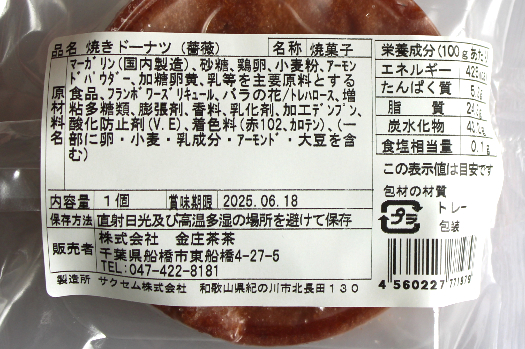 品名 焼きドーナツ(薔薇) 名称 焼菓子
原材料名
マーガリン(国内製造)、砂糖、鶏卵、小麦粉、アーモン
ドパウダー、加糖卵黄、乳等を主要原料とする
食品、フランボワーズリキュール、バラの花/トレハロース、増
粘多糖類、膨張剤、香料、乳化剤、加工デンプン、
酸化防止剤(V.E)、着色料(赤102、カロテン)、(一
部に卵・小麦・乳成分・アーモンド・大豆を含
む)
内容量 1個 賞味期限 2025.06.18
保存方法 直射日光及び高温多湿の場所を避けて保存
販売者 株式会社 金庄茶茶
千葉県船橋市東船橋4-27-5
TEL:047-422-8181
製造所 サクセム株式会社 和歌山県紀の川市北長田130
栄養成分(100gあた
エネルギー
たんぱく質
脂質
炭水化物
食塩相当量 0.1
この表示値は目安です
包材の材質
プラ
トレー
包装
4 560227